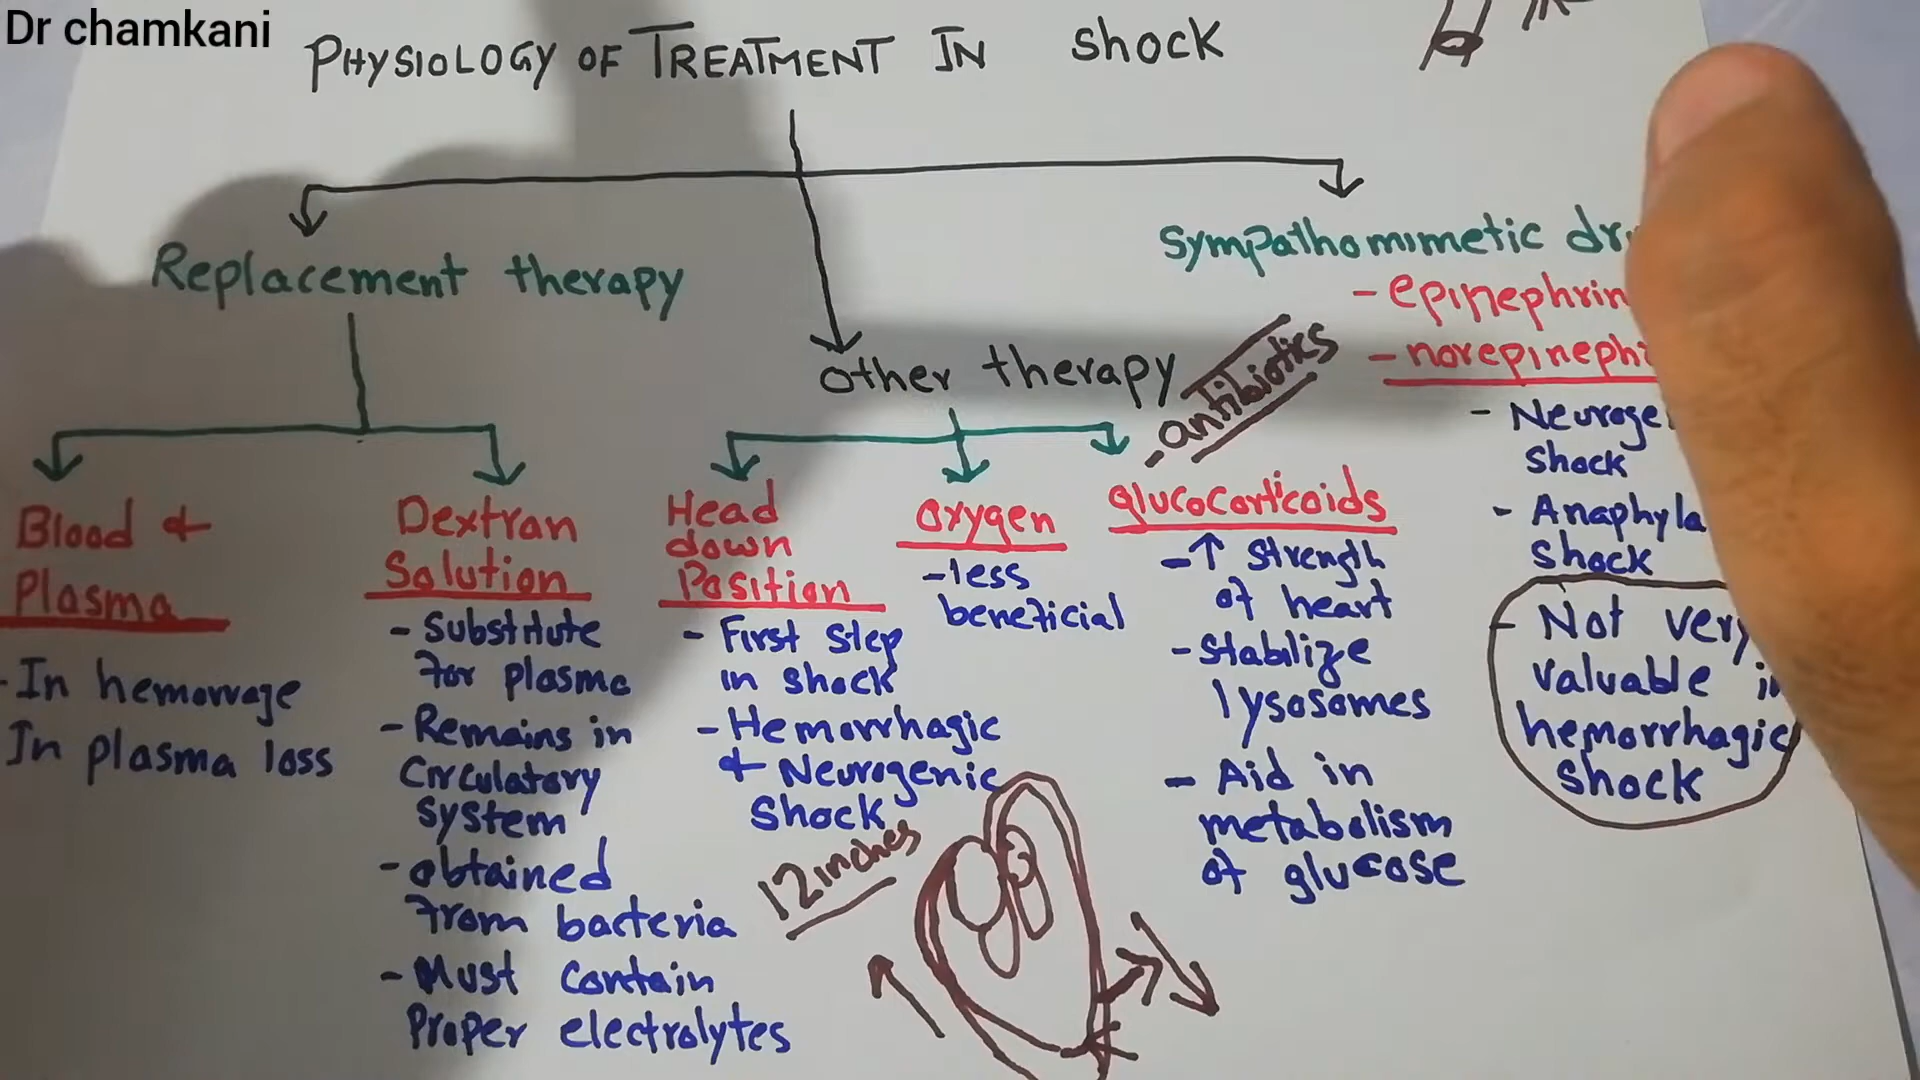 Dr chamkani
PHYSIOLOGY OF TREATMENT IN Shock
Replacement therapy
Blood &
Plasma
- In hemorrage
In plasma loss
Dextran
Solution
- Substitute
for plasma
- Remains in
Circulatory
system
- obtained
from bacteria
- Must contain
Proper electrolytes
other therapy
- antibiotics
Head
down
Position
- First Step
in shock
- Hemorrhagic
& Neurogenic
Shock
12 inches
oxygen
- less
beneficial
glucocorticoids
- ↑ strength
of heart
- stabilize
lysosomes
- Aid in
metabolism
of glucose
Sympathomimetic
- epinephrin
- norepineph
- Neuroge
Shock
- Anaphyla
Shock
- Not very
valuable
hemorrhagic
shock